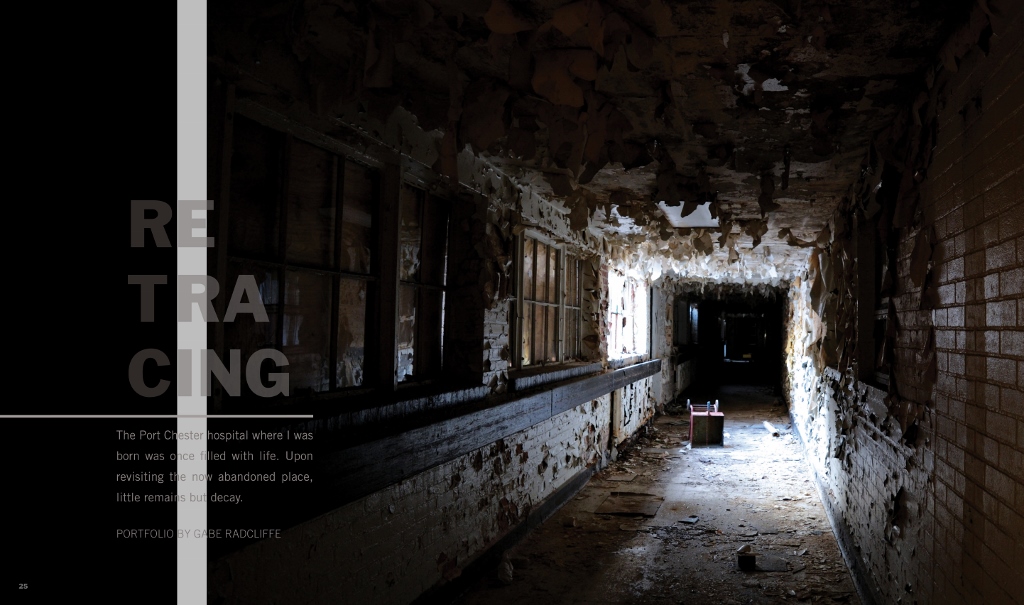 RE
TRA
CING
The Port Chester hospital where I was
born was once filled with life. Upon
revisiting the now abandoned place,
little remains but decay.
PORTFOLIO BY GABE RADCLIFFE
25